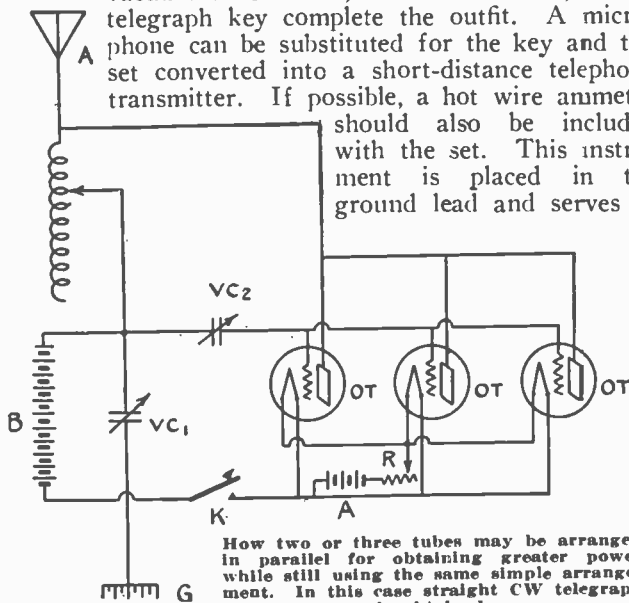 telegraph key complete the outfit. A micr
phone can be substituted for the key and t
set converted into a short-distance telepho
transmitter. If possible, a hot wire ammet
should also be includ
with the set. This instr
ment is placed in t
ground lead and serves
A
VC₂
OT
OT
OT
B
VC₁
R
K
A
G
How two or three tubes may be arrange
in parallel for obtaining greater powe
while still using the same simple arrange
ment. In this case straight CW telegrap